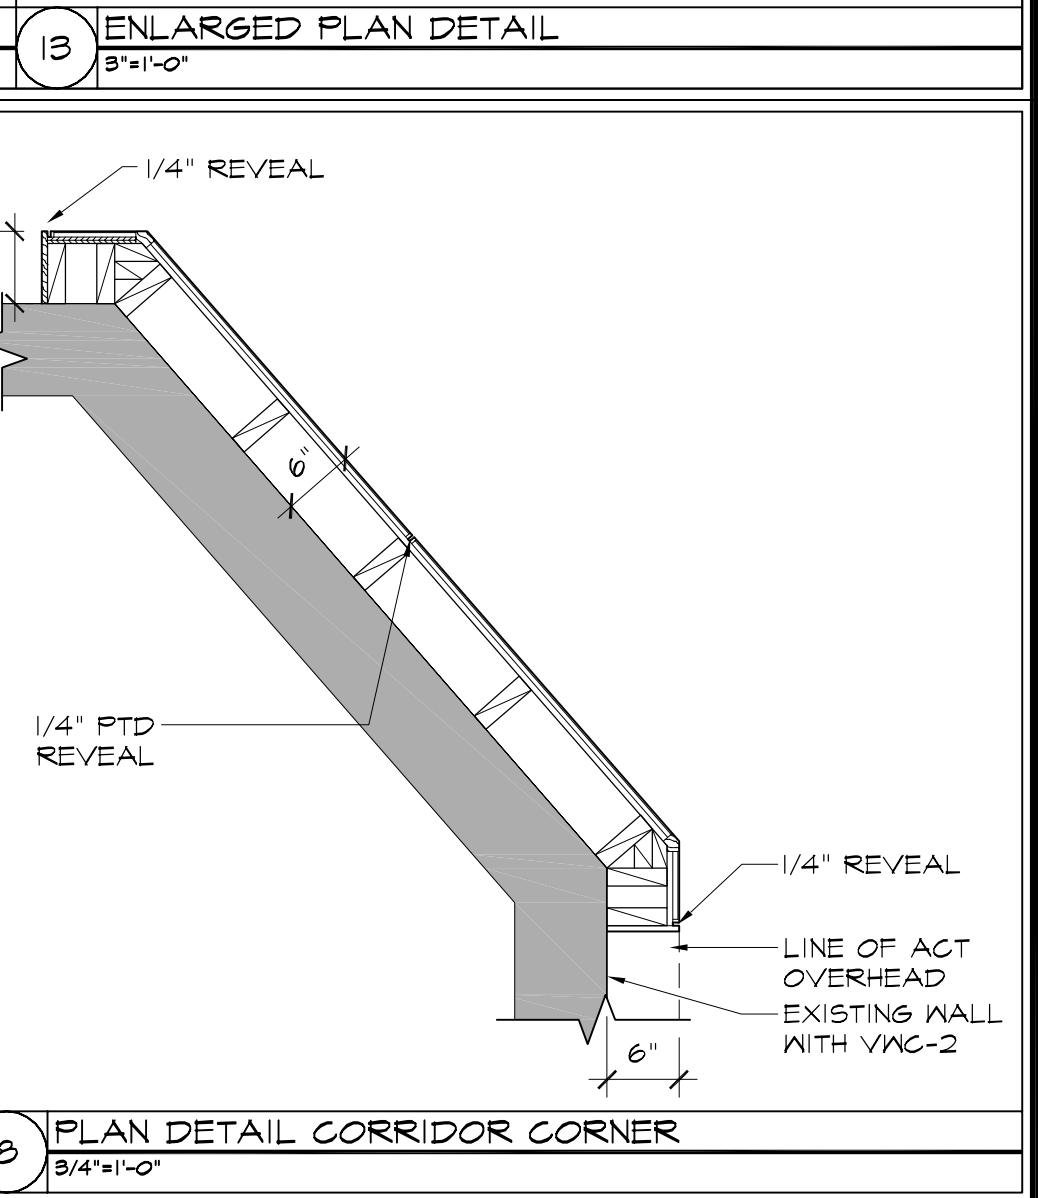 13
ENLARGED PLAN DETAIL
3"=1'-0"
1/4" REVEAL
6"
1/4" PTD
REVEAL
1/4" REVEAL
LINE OF ACT
OVERHEAD
EXISTING WALL
WITH VWC-2
6"
8
PLAN DETAIL CORRIDOR CORNER
3/4"=1'-0"